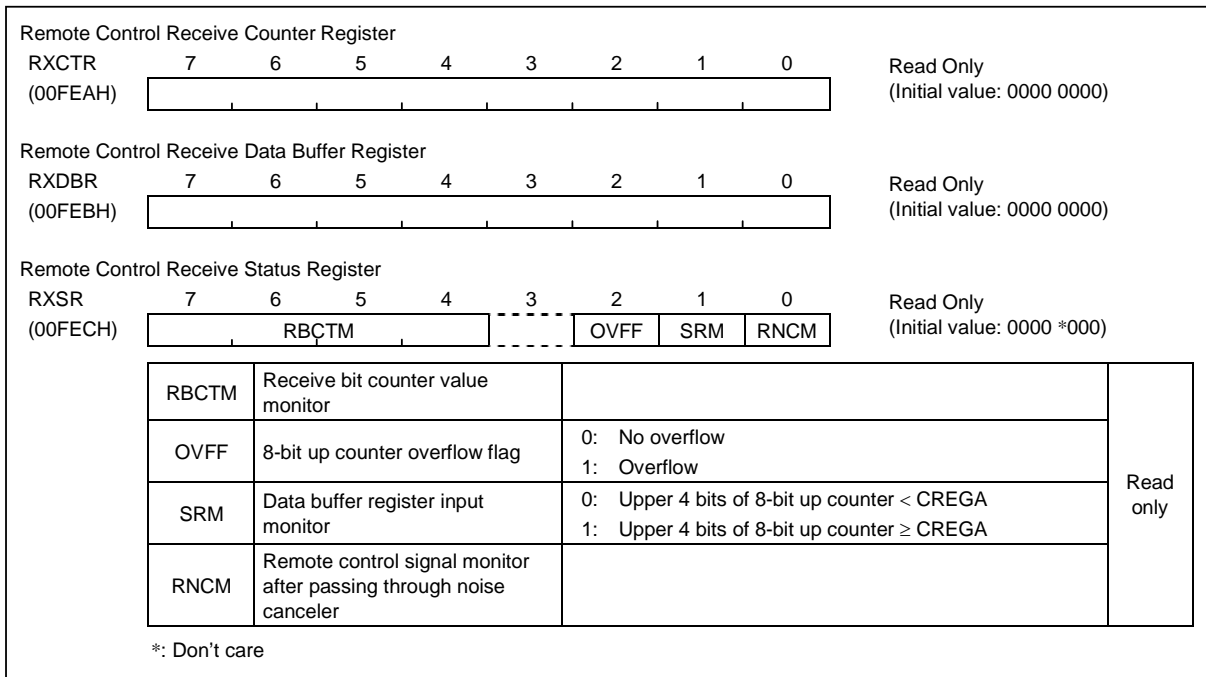 Remote Control Receive Counter Register
RXCTR 7 6 5 4 3 2 1 0 Read Only
(00FEAH) (Initial value: 0000 0000)
Remote Control Receive Data Buffer Register
RXDBR 7 6 5 4 3 2 1 0 Read Only
(00FEBH) (Initial value: 0000 0000)
Remote Control Receive Status Register
RXSR 7 6 5 4 3 2 1 0 Read Only
(00FECH) RBCTM OVFF SRM RNCM (Initial value: 0000 *000)
RBCTM Receive bit counter value
monitor
OVFF 8-bit up counter overflow flag 0: No overflow
1: Overflow
SRM Data buffer register input
monitor 0: Upper 4 bits of 8-bit up counter < CREGA
1: Upper 4 bits of 8-bit up counter ≥ CREGA
RNCM Remote control signal monitor
after passing through noise
canceler
Read
only
*: Don't care